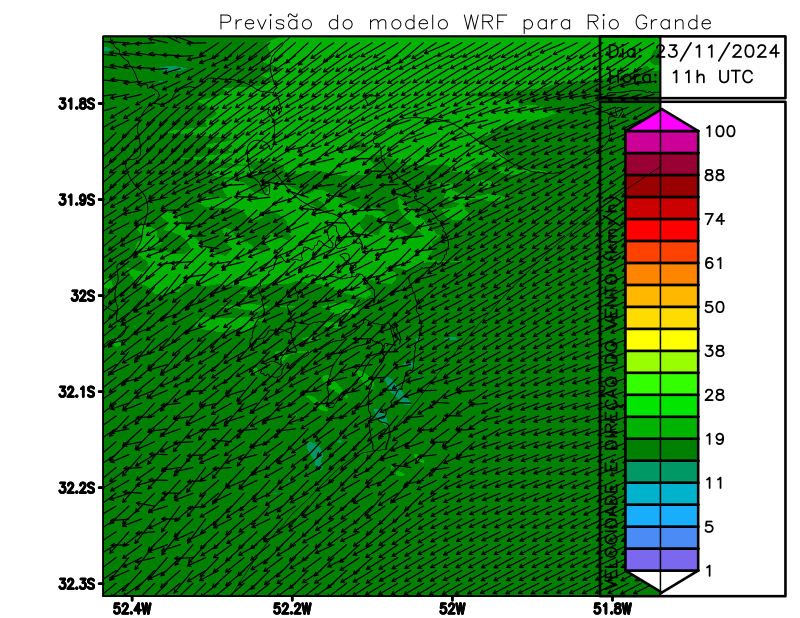 Previsão do modelo WRF para Rio Grande
Dia: 23/11/2024
Hora: 11h UTC
31.8S
31.9S
32S
32.1S
32.2S
32.3S
52.4W
52.2W
52W
51.8W
VELOCIDADE E DIREÇÃO DO VENTO (km/h)
100
88
74
61
50
38
28
19
11
5
1